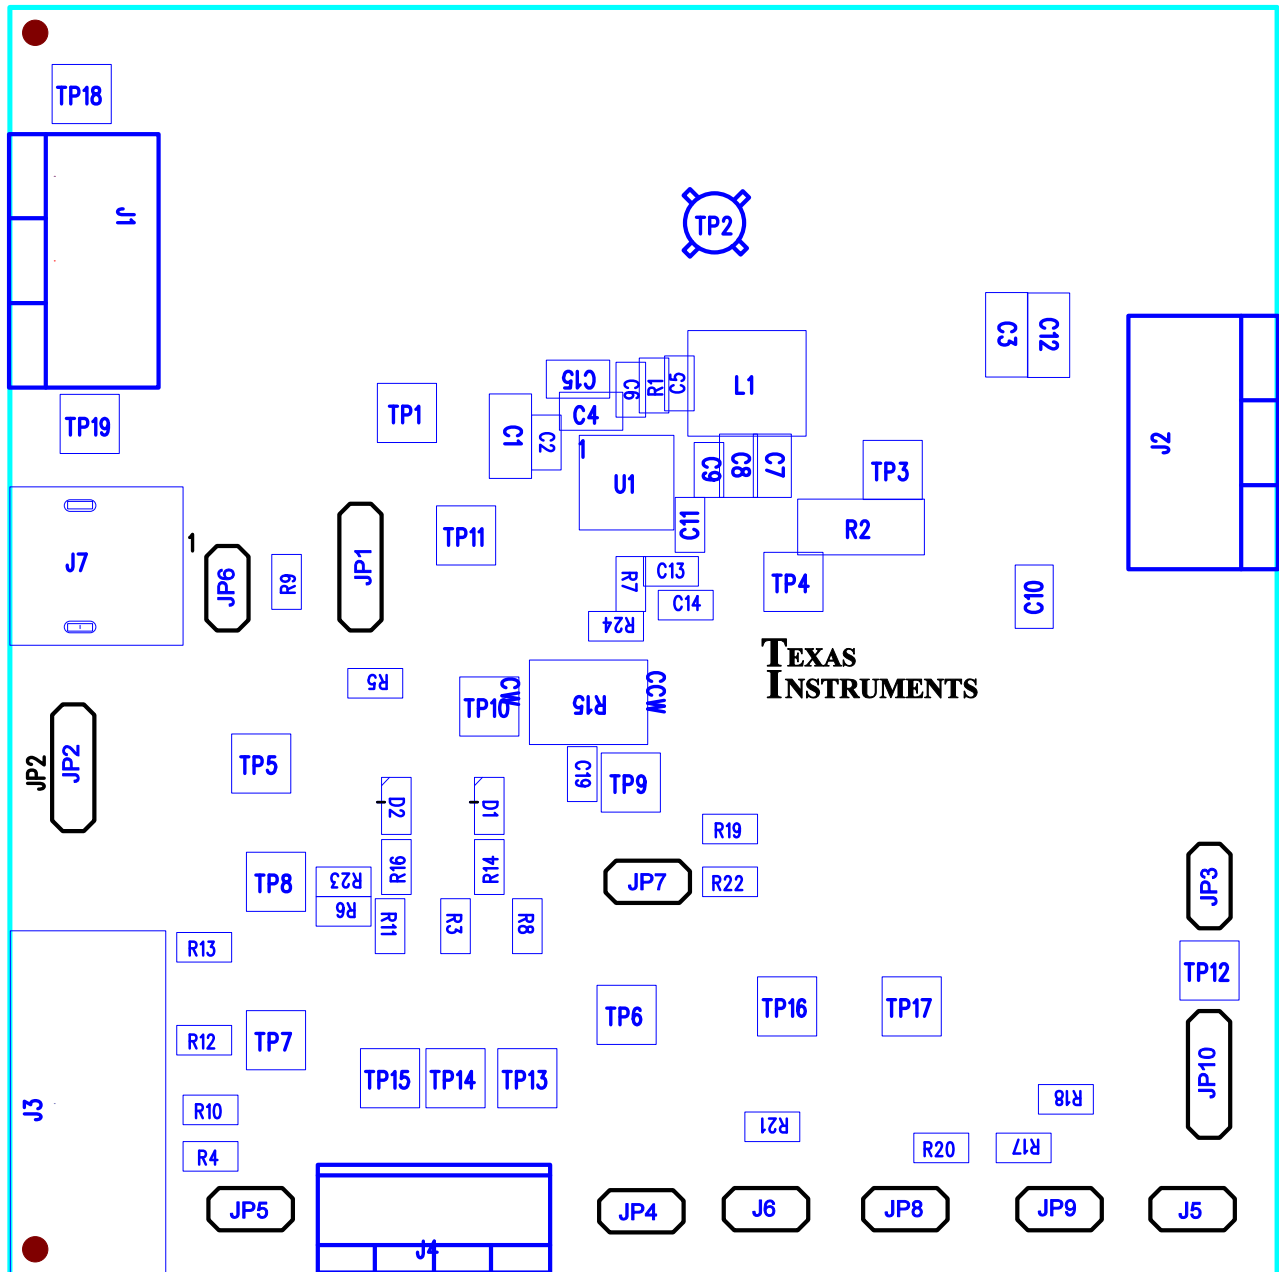 TP18
J1
TP2
C3
C12
C15
C6
R1
C5
L1
TP1
C4
TP19
C1
C2
J2
1
U1
C9
C8
C7
TP3
TP11
C11
R2
1
J7
JP6
R9
JP1
R7
C13
TP4
C10
C14
R24
TEXAS
INSTRUMENTS
R5
TP10
CW
R15
CCW
JP2
JP2
TP5
C19
TP9
D2
D1
R19
R16
R14
TP8
R23
JP7
R22
JP3
R6
R11
R3
R8
R13
TP12
TP6
TP16
TP17
R12
TP7
TP15
TP14
TP13
JP10
J3
R10
R18
R21
R4
R20
R17
JP5
JP4
J6
JP8
JP9
J5
J4